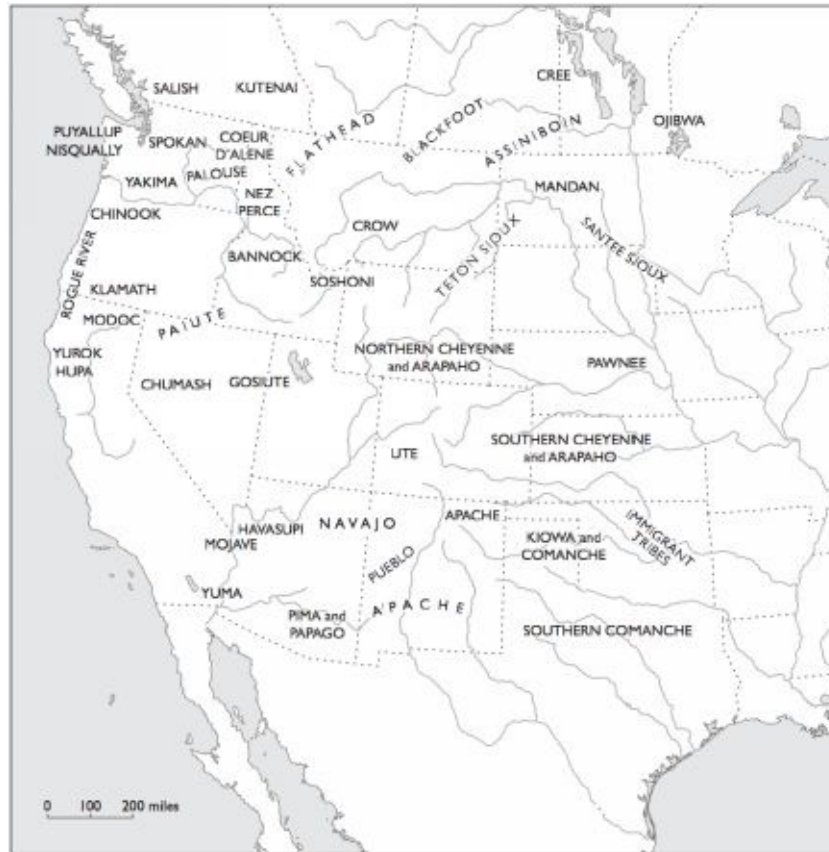 SALISH
KUTENAI
CREE
PUYALLUP
NISQUALLY
SPOKAN
COEUR
D'ALENE
FLATHEAD
BLACKFOOT
ASSINIBOIN
OJIBWA
PALOUSE
YAKIMA
NEZ
PERCE
MANDAN
CHINOOK
CROW
ROGUE RIVER
BANNOCK
TETON SIOUX
SANTEE SIOUX
SOSHONI
KLAMATH
MODOC
PAIUTE
YUROK
HUPA
NORTHERN CHEYENNE
and ARAPAHO
PAWNEE
CHUMASH
GOSIUTE
UTE
SOUTHERN CHEYENNE
and ARAPAHO
HAVASUPI
NAVAJO
APACHE
MOJAVE
KIOWA and
COMANCHE
IMMIGRANT
TRIBES
PUEBLO
YUMA
PIMA and
PAPAGO
APACHE
SOUTHERN COMANCHE
0 100 200 miles